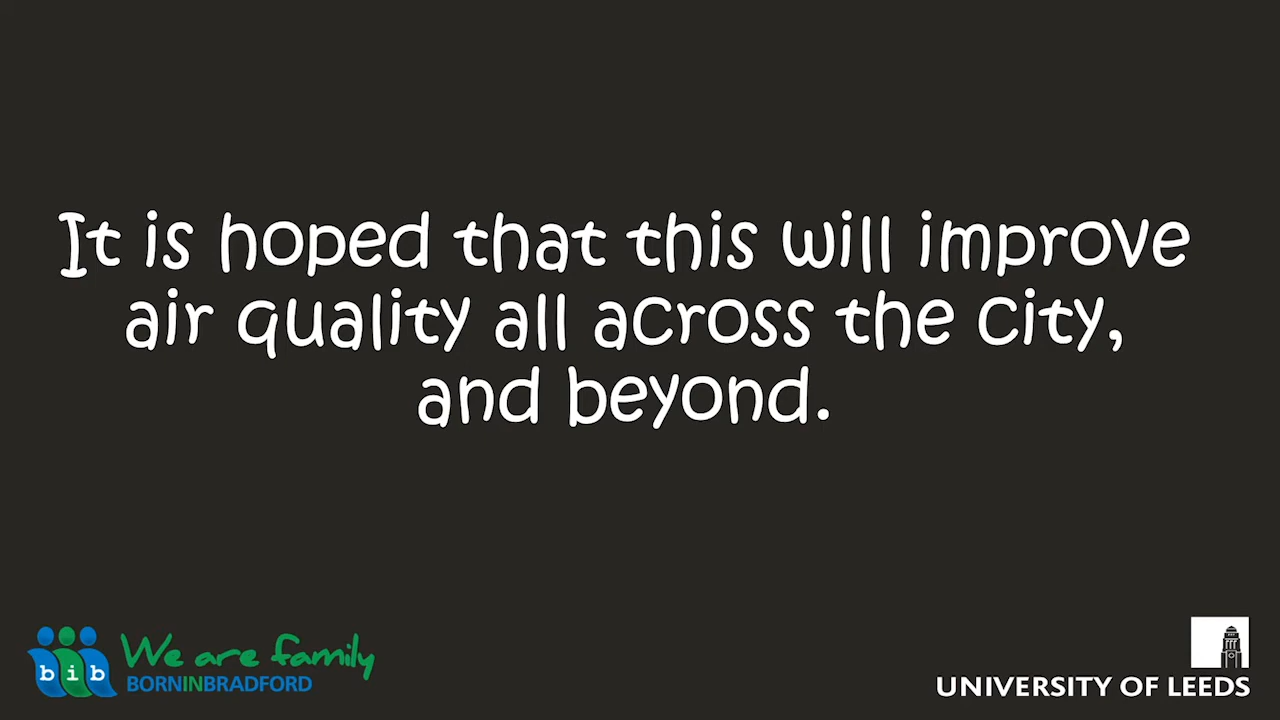 It is hoped that this will improve
air quality all across the city,
and beyond.
bib
We are family
BORNINBRADFORD
UNIVERSITY OF LEEDS